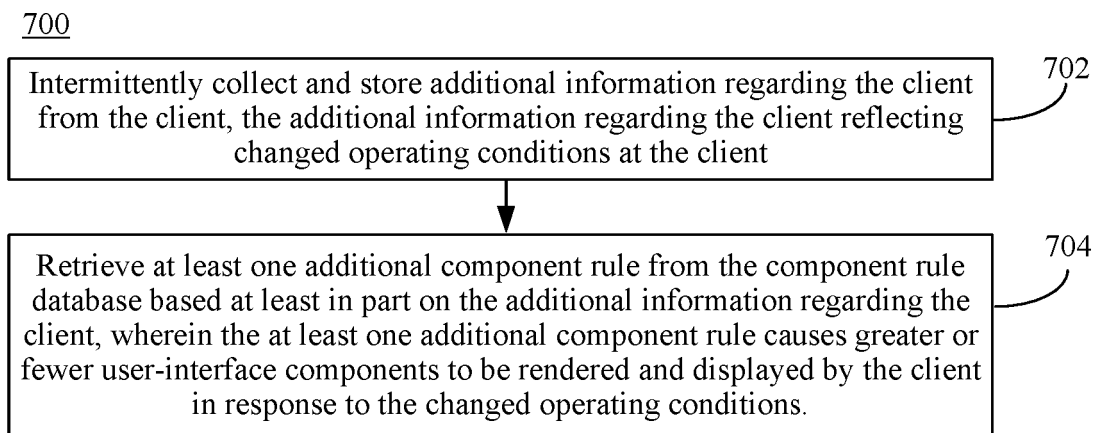 700
Intermittently collect and store additional information regarding the client
from the client, the additional information regarding the client reflecting
changed operating conditions at the client
702
Retrieve at least one additional component rule from the component rule
database based at least in part on the additional information regarding the
client, wherein the at least one additional component rule causes greater or
fewer user-interface components to be rendered and displayed by the client
in response to the changed operating conditions.
704